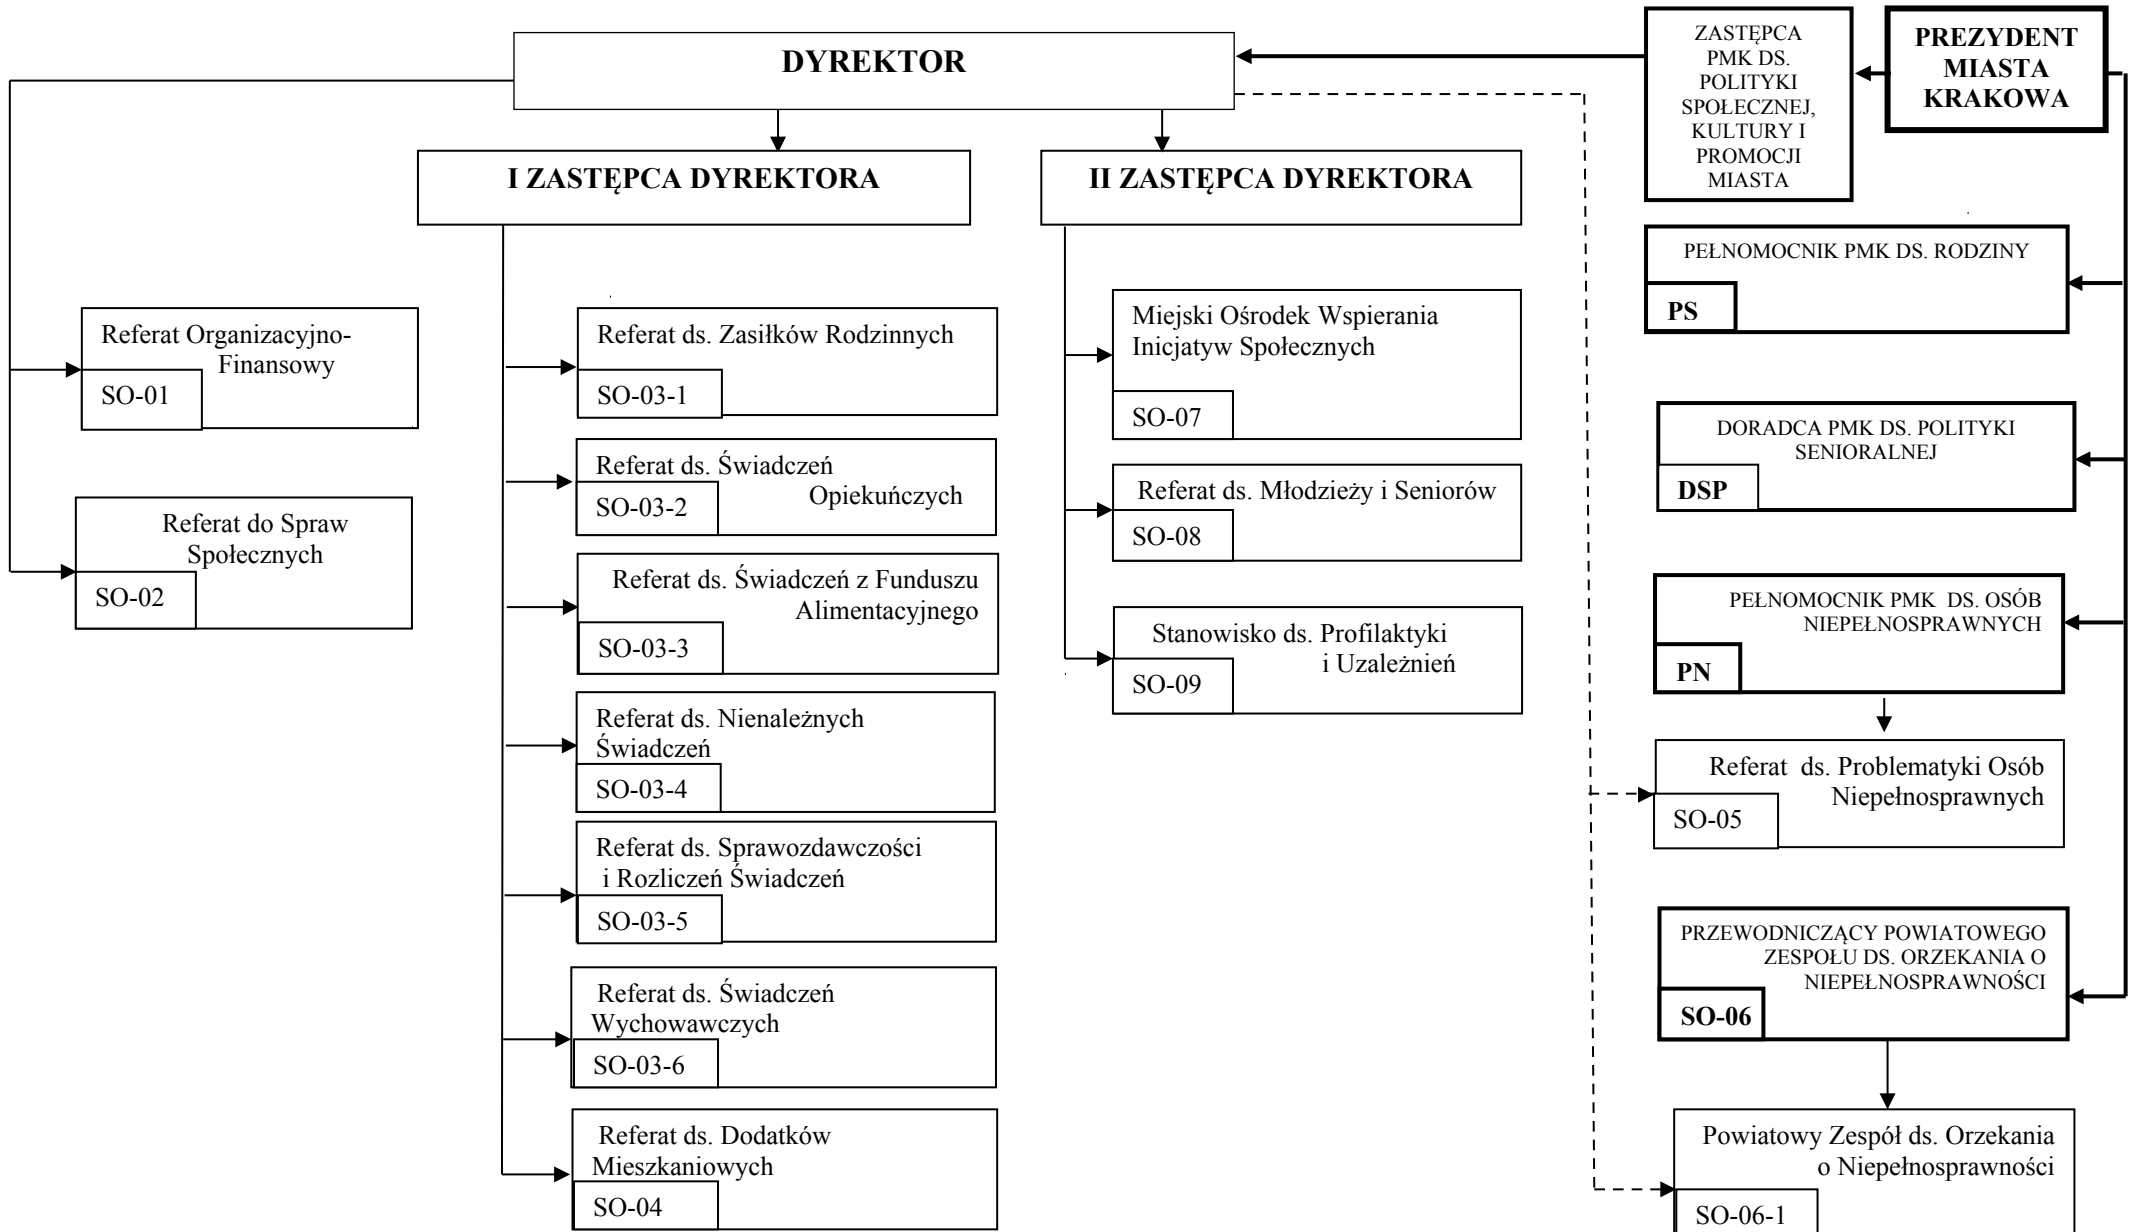 DYREKTOR
ZASTĘPCA
PMK DS.
POLITYKI
SPOŁECZNEJ,
KULTURY I
PROMOCJI
MIASTA
PREZYDENT
MIASTA
KRAKOWA
I ZASTĘPCA DYREKTORA
II ZASTĘPCA DYREKTORA
Referat Organizacyjno-
Finansowy
SO-01
Referat do Spraw
Społecznych
SO-02
Referat ds. Zasiłków Rodzinnych
SO-03-1
Referat ds. Świadczeń
Opiekuńczych
SO-03-2
Referat ds. Świadczeń z Funduszu
Alimentacyjnego
SO-03-3
Referat ds. Nienależnych
Świadczeń
SO-03-4
Referat ds. Sprawozdawczości
i Rozliczeń Świadczeń
SO-03-5
Referat ds. Świadczeń
Wychowawczych
SO-03-6
Referat ds. Dodatków
Mieszkaniowych
SO-04
Miejski Ośrodek Wspierania
Inicjatyw Społecznych
SO-07
Referat ds. Młodzieży i Seniorów
SO-08
Stanowisko ds. Profilaktyki
i Uzależnień
SO-09
PEŁNOMOCNIK PMK DS. RODZINY
PS
DORADCA PMK DS. POLITYKI
SENIORALNEJ
DSP
PEŁNOMOCNIK PMK DS. OSÓB
NIEPEŁNOSPRAWNYCH
PN
Referat ds. Problematyki Osób
Niepełnosprawnych
SO-05
PRZEWODNICZĄCY POWIATOWEGO
ZESPOŁU DS. ORZEKANIA O
NIEPEŁNOSPRAWNOŚCI
SO-06
Powiatowy Zespół ds. Orzekania
o Niepełnosprawności
SO-06-1